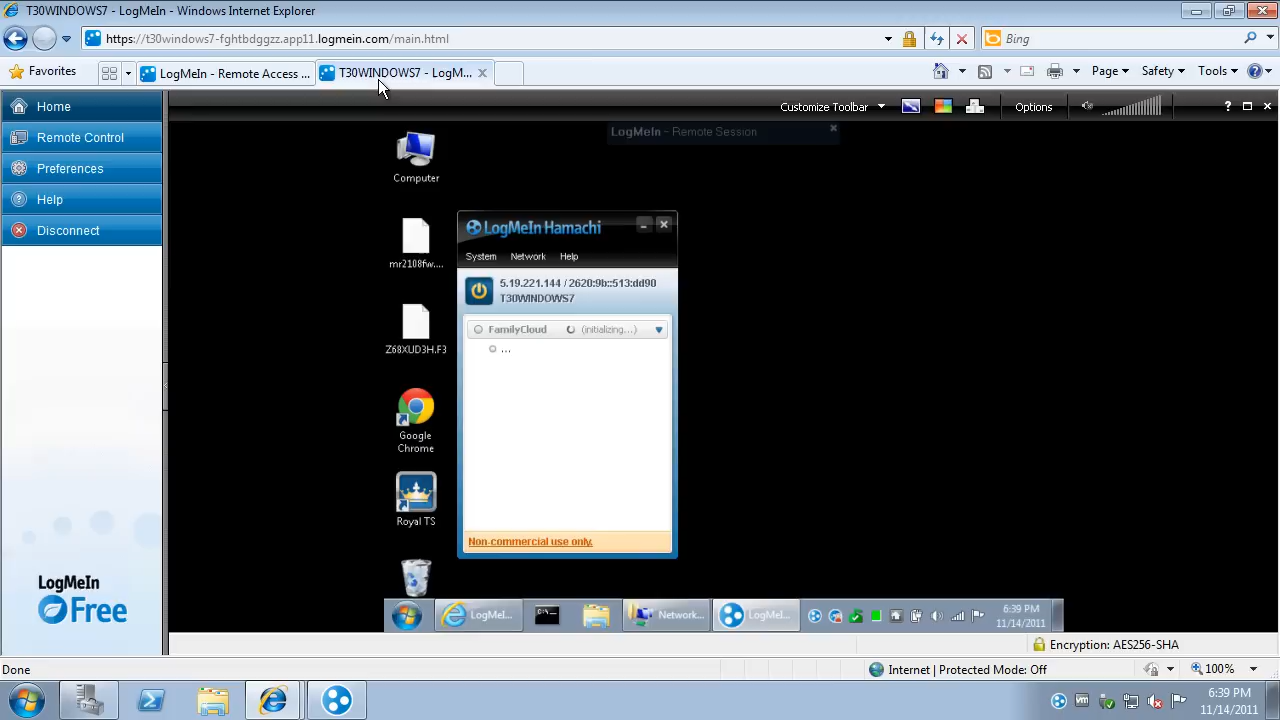 T30WINDOWS7 - LogMeIn - Windows Internet Explorer
https://t30windows7-fghtbdggzz.app11.logmein.com/main.html
Bing
Favorites
LogMeIn - Remote Access ...
T30WINDOWS7 - LogM...
Page
Safety
Tools
Home
Remote Control
Preferences
Help
Disconnect
Customize Toolbar
Options
?
LogMeIn - Remote Session
Computer
mr2108fw....
Z68XUD3H.F3
Google
Chrome
Royal TS
LogMeIn Hamachi
System
Network
Help
5.19.221.144 / 2620:9b::513:dd90
T30WINDOWS7
FamilyCloud
(initializing...)
...
Non-commercial use only.
LogMeIn
Free
LogMeI...
Network...
LogMeI...
6:39 PM
11/14/2011
Encryption: AES256-SHA
Done
Internet | Protected Mode: Off
100%
6:39 PM
11/14/2011